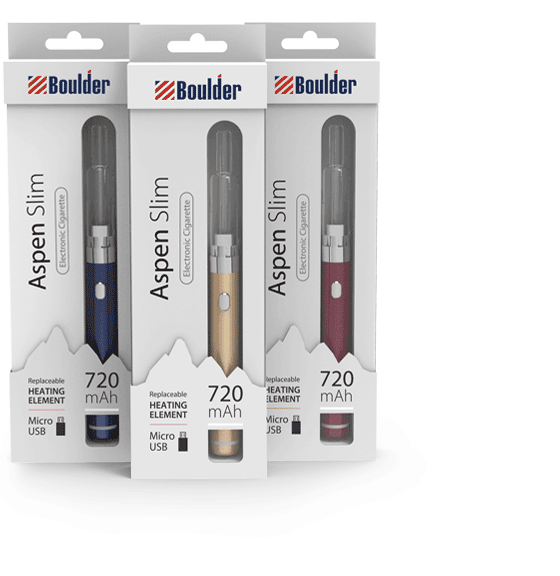 Boulder
Aspen Slim
Electronic Cigarette
Replaceable
HEATING
ELEMENT
Micro
USB
720
mAh
Boulder
Aspen Slim
Electronic Cigarette
Replaceable
HEATING
ELEMENT
Micro
USB
720
mAh
Boulder
Aspen Slim
Electronic Cigarette
Replaceable
HEATING
ELEMENT
Micro
USB
720
mAh